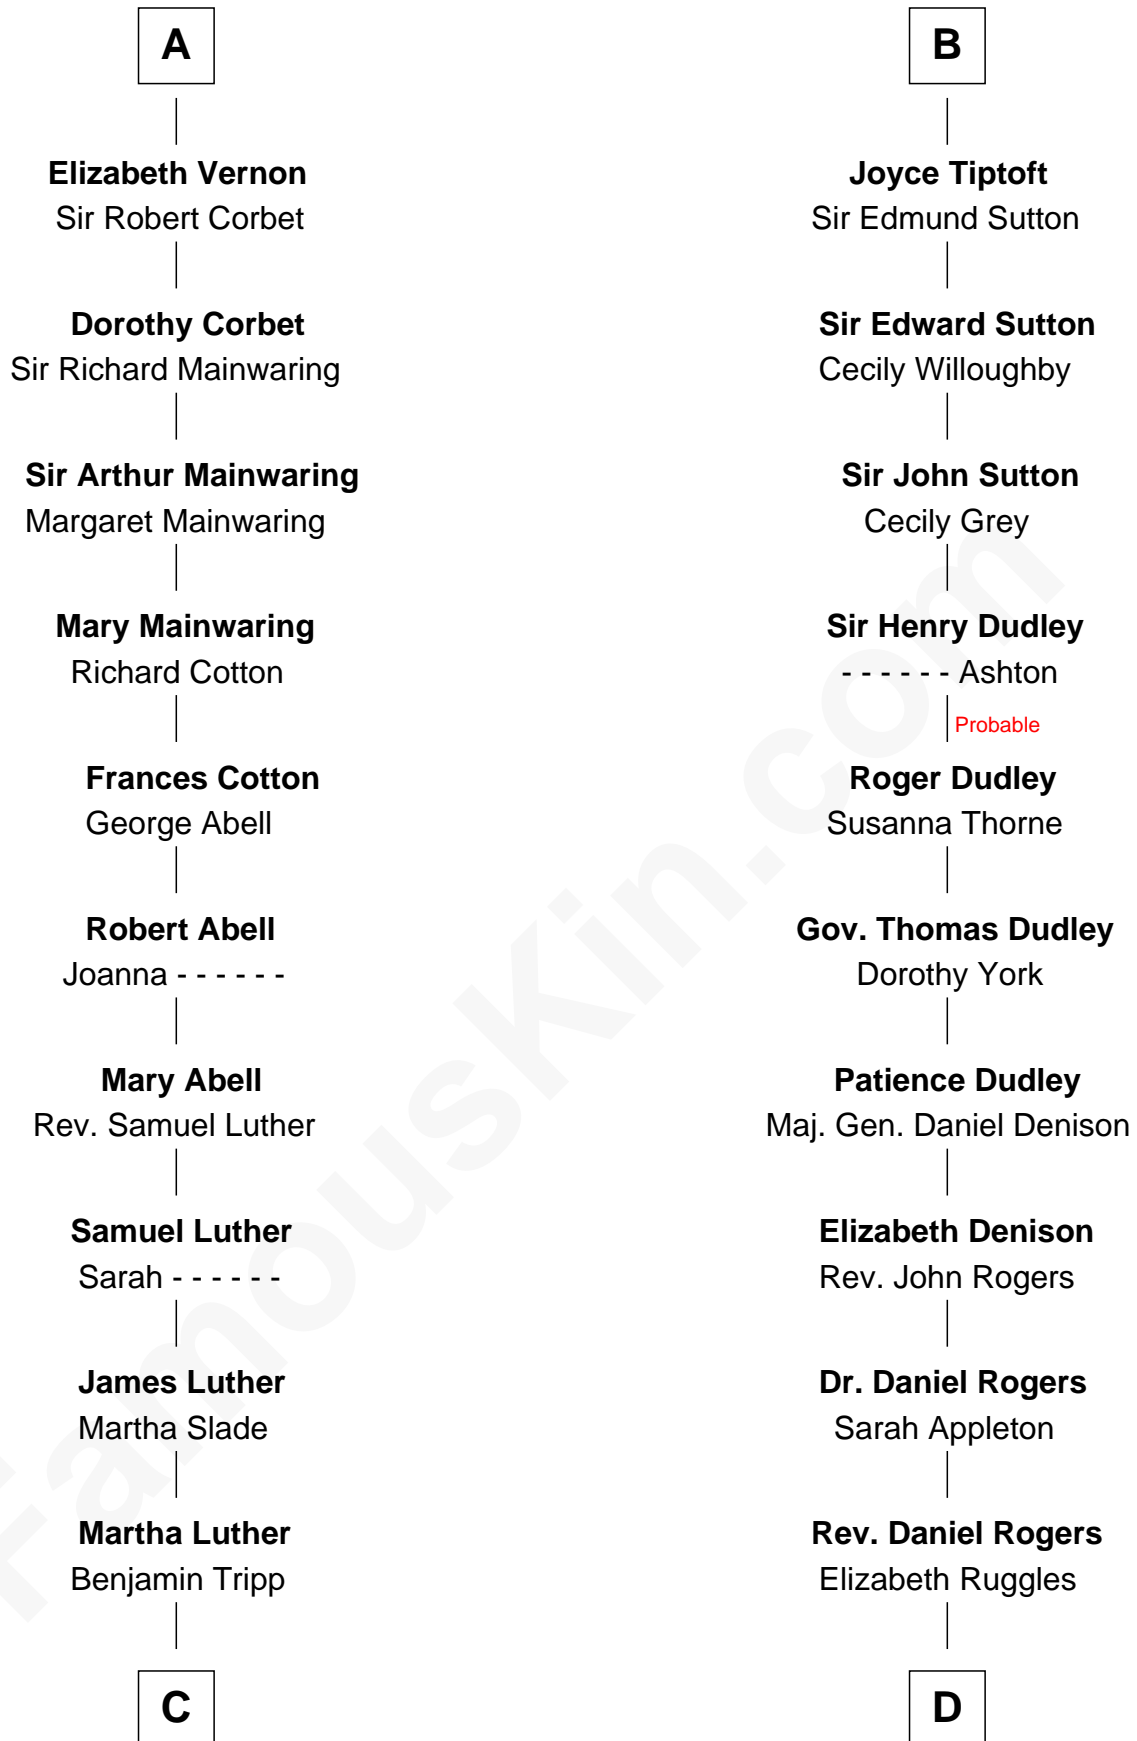 A
Elizabeth Vernon
Sir Robert Corbet
Dorothy Corbet
Sir Richard Mainwaring
Sir Arthur Mainwaring
Margaret Mainwaring
Mary Mainwaring
Richard Cotton
Frances Cotton
George Abell
Robert Abell
Joanna - - - - - -
Mary Abell
Rev. Samuel Luther
Samuel Luther
Sarah - - - - - -
James Luther
Martha Slade
Martha Luther
Benjamin Tripp
C
B
Joyce Tiptoft
Sir Edmund Sutton
Sir Edward Sutton
Cecily Willoughby
Sir John Sutton
Cecily Grey
Sir Henry Dudley
- - - - - - Ashton
Probable
Roger Dudley
Susanna Thorne
Gov. Thomas Dudley
Dorothy York
Patience Dudley
Maj. Gen. Daniel Denison
Elizabeth Denison
Rev. John Rogers
Dr. Daniel Rogers
Sarah Appleton
Rev. Daniel Rogers
Elizabeth Ruggles
D
FamousKin.com